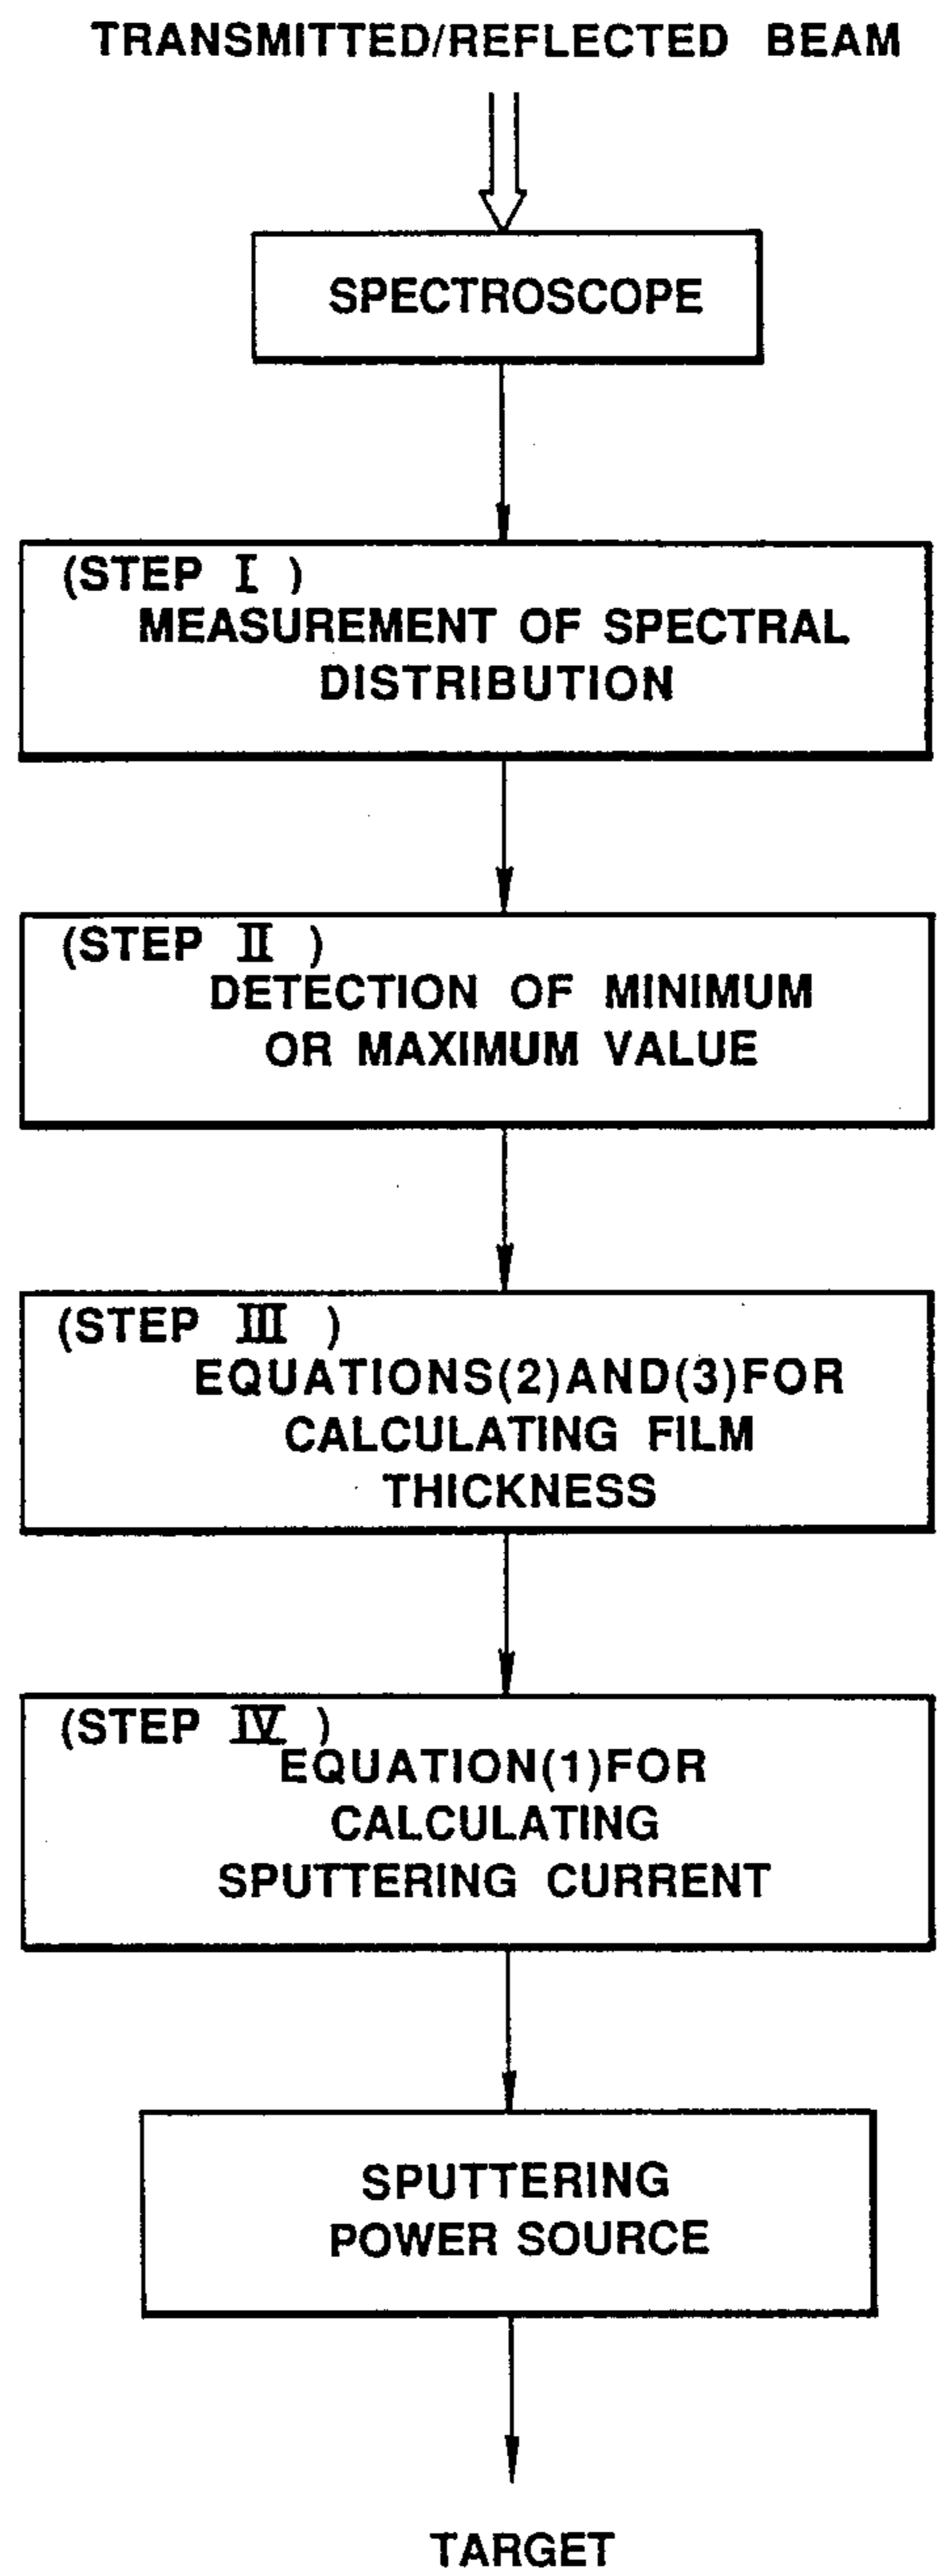 TRANSMITTED/REFLECTED BEAM
SPECTROSCOPE
(STEP I )
MEASUREMENT OF SPECTRAL
DISTRIBUTION
(STEP II )
DETECTION OF MINIMUM
OR MAXIMUM VALUE
(STEP III )
EQUATIONS(2)AND(3)FOR
CALCULATING FILM
THICKNESS
(STEP IV )
EQUATION(1)FOR
CALCULATING
SPUTTERING CURRENT
SPUTTERING
POWER SOURCE
TARGET